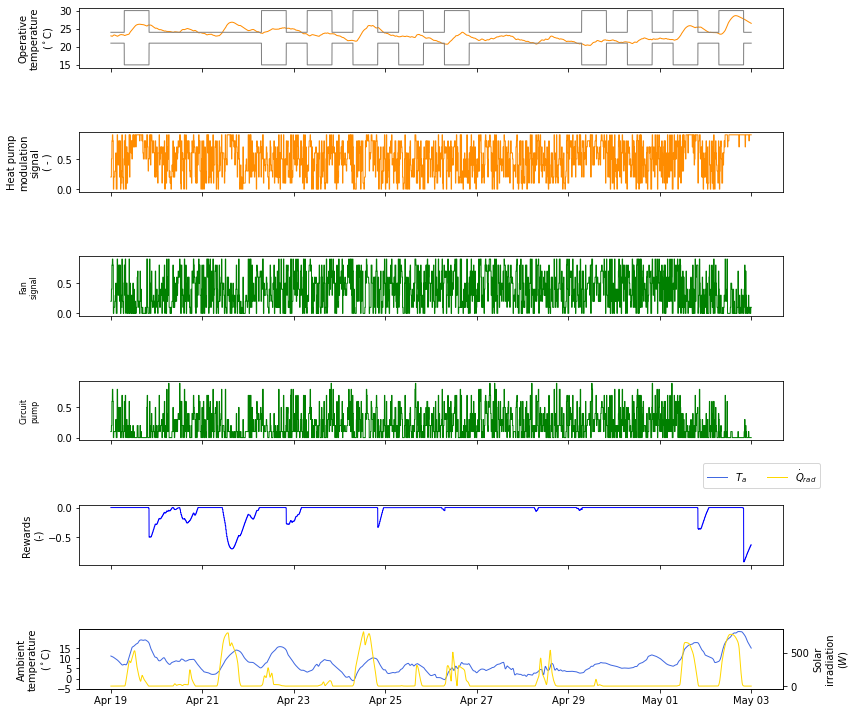 Operative
temperature
(°C)
30
25
20
15
Heat pump
modulation
signal
( - )
0.5
0.0
Fan
signal
0.5
0.0
Circuit
pump
0.5
0.0
T_a Q̇_rad
Rewards
(-)
0.0
−0.5
Ambient
temperature
(°C)
15
10
5
0
−5
500
0
Solar
irradiation
(W)
Apr 19 Apr 21 Apr 23 Apr 25 Apr 27 Apr 29 May 01 May 03